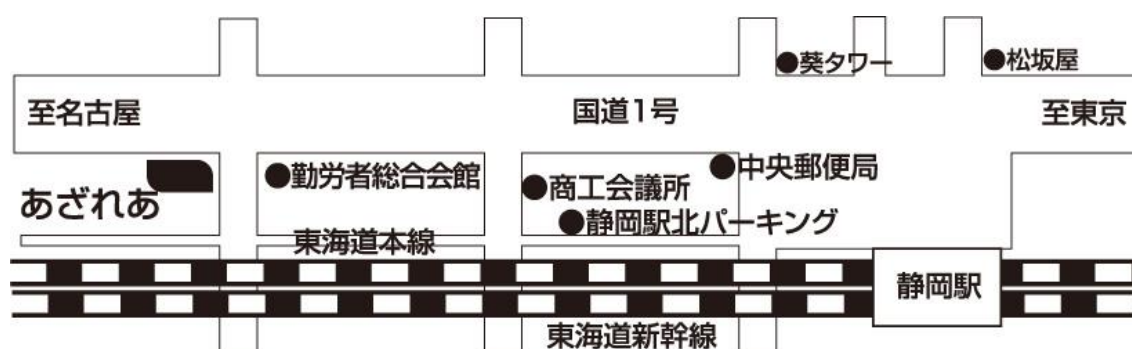 ●葵タワー
●松坂屋
至名古屋
国道1号
至東京
●勤労者総合会館
●中央郵便局
あざれあ
●商工会議所
●静岡駅北パーキング
東海道本線
静岡駅
東海道新幹線